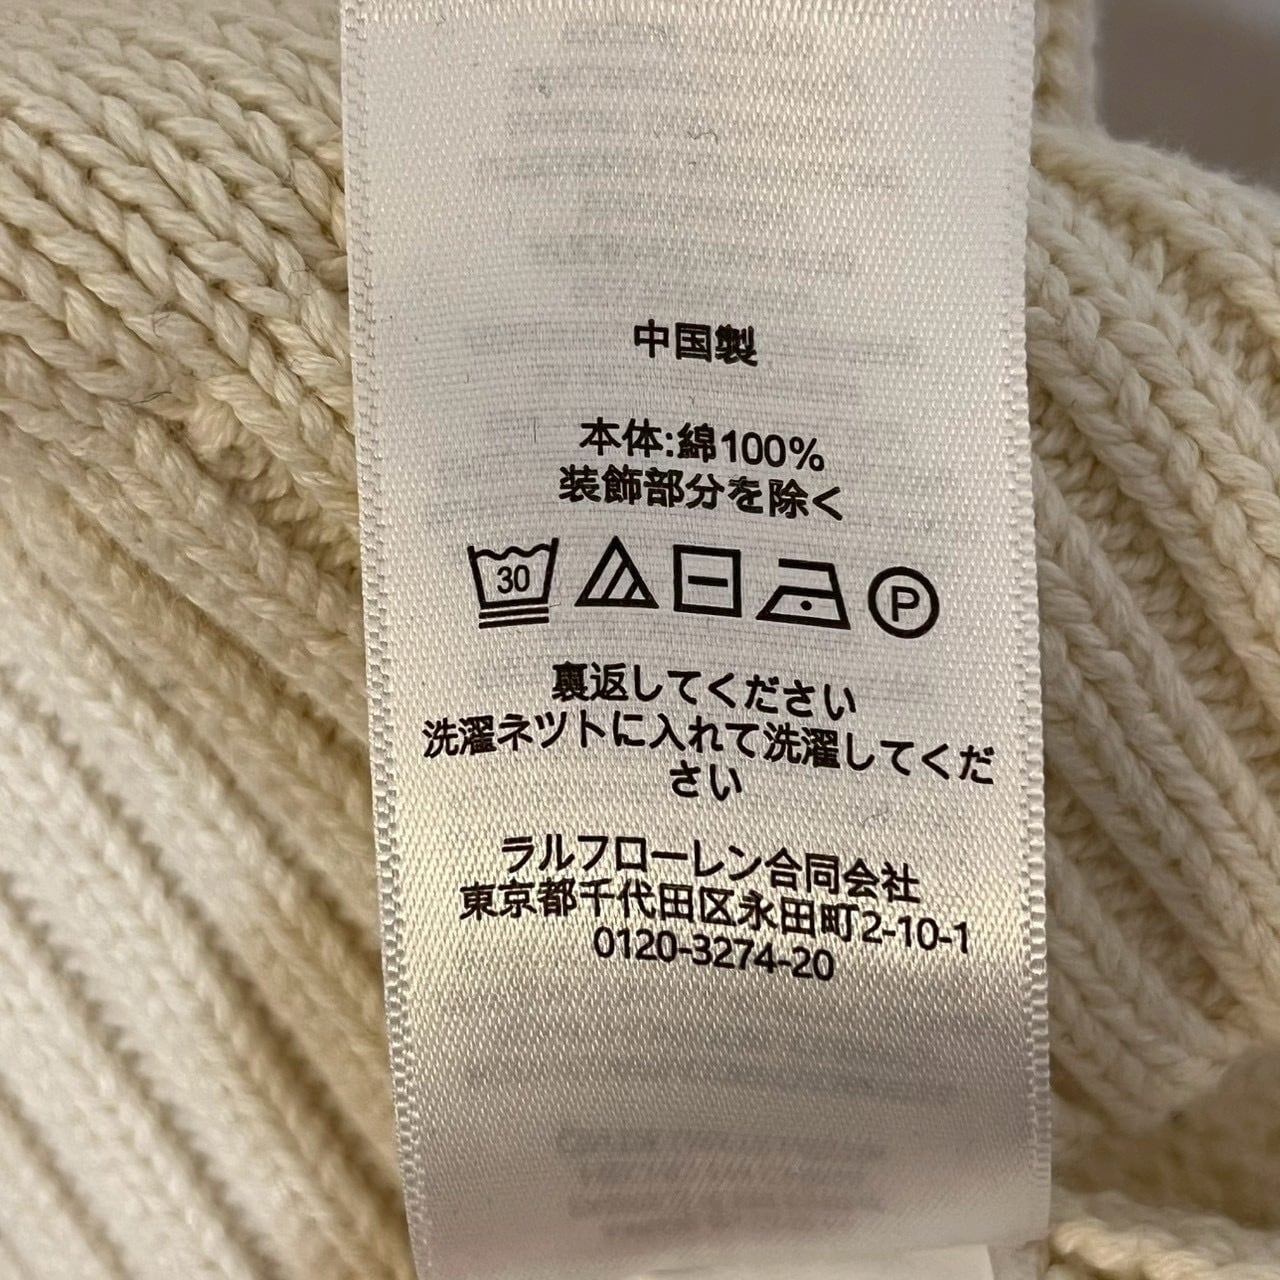 中国製
本体:綿100%
装飾部分を除く
30
P
裏返してください
洗濯ネツトに入れて洗濯してくだ
さい
ラルフローレン合同会社
東京都千代田区永田町2-10-1
0120-3274-20